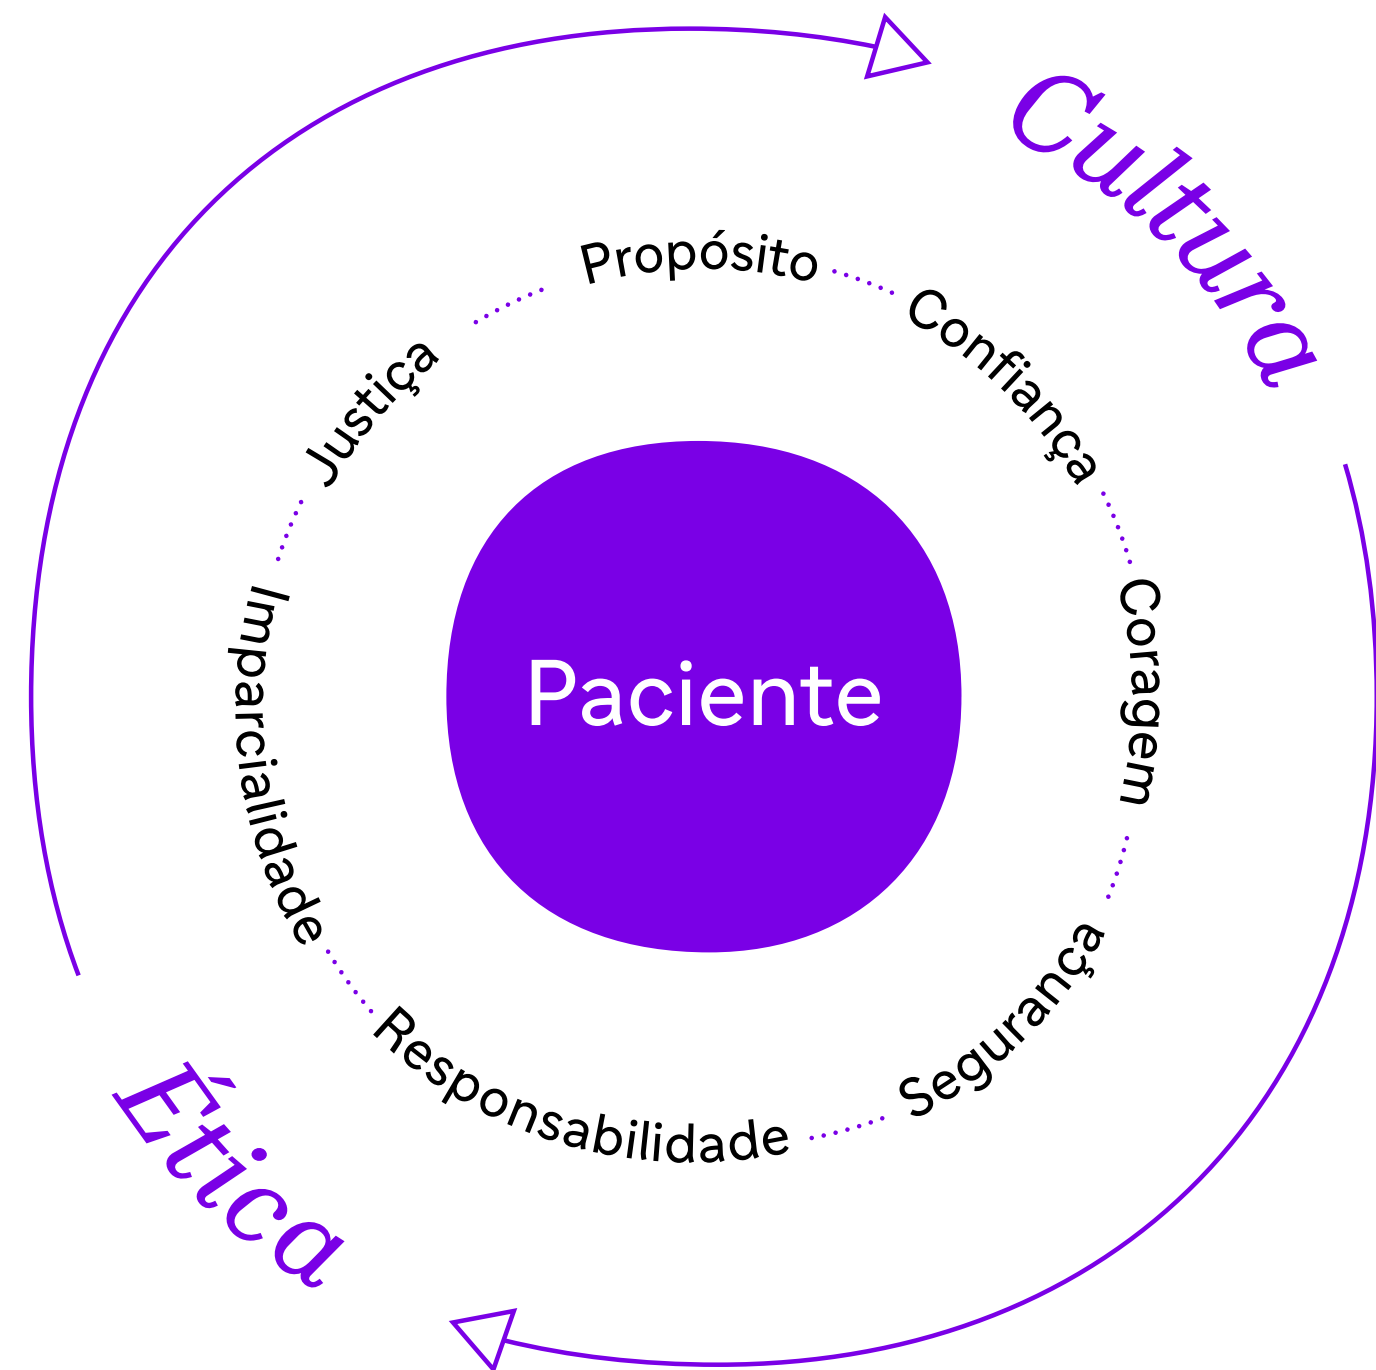 Cultura
Propósito
Confiança
Coragem
Segurança
Responsabilidade
Imparcialidade
Justiça
Paciente
Ética